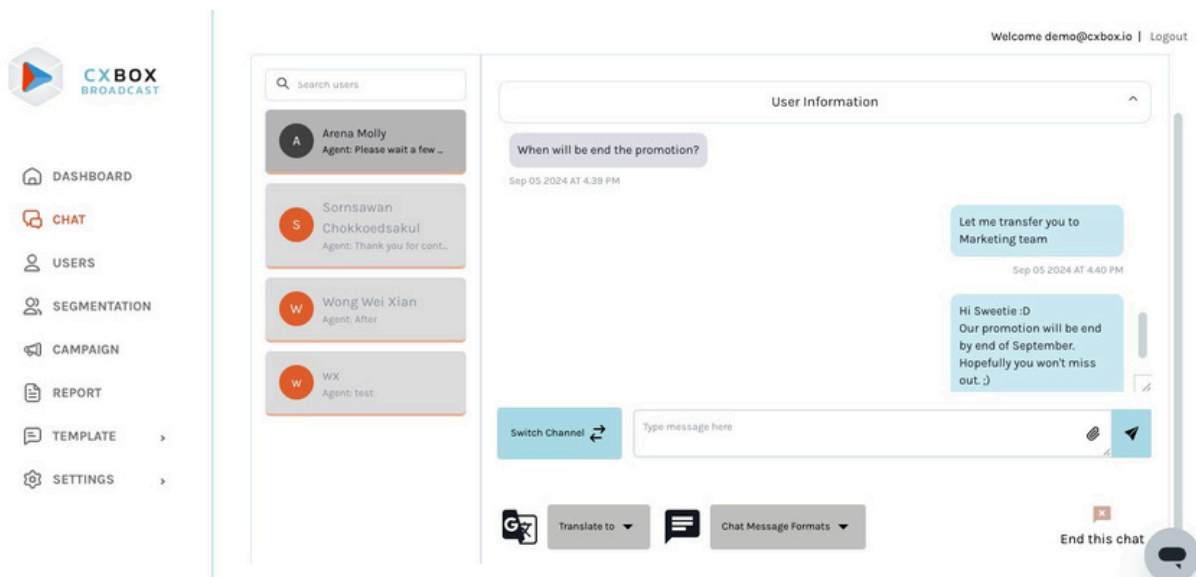 Welcome demo@cxbox.io | Logout
CXBOX
BROADCAST
DASHBOARD
CHAT
USERS
SEGMENTATION
CAMPAIGN
REPORT
TEMPLATE
SETTINGS
Search users
A
Arena Molly
Agent: Please wait a few ...
S
Sornsawan
Chokkoedsakul
Agent: Thank you for cont...
W
Wong Wei Xian
Agent: After
w
wx
Agent: test
User Information
When will be end the promotion?
Sep 05 2024 AT 4.39 PM
Let me transfer you to
Marketing team
Sep 05 2024 AT 4.40 PM
Hi Sweetie :D
Our promotion will be end
by end of September.
Hopefully you won't miss
out. ;)
Switch Channel
Type message here
G
Translate to
Chat Message Formats
End this chat